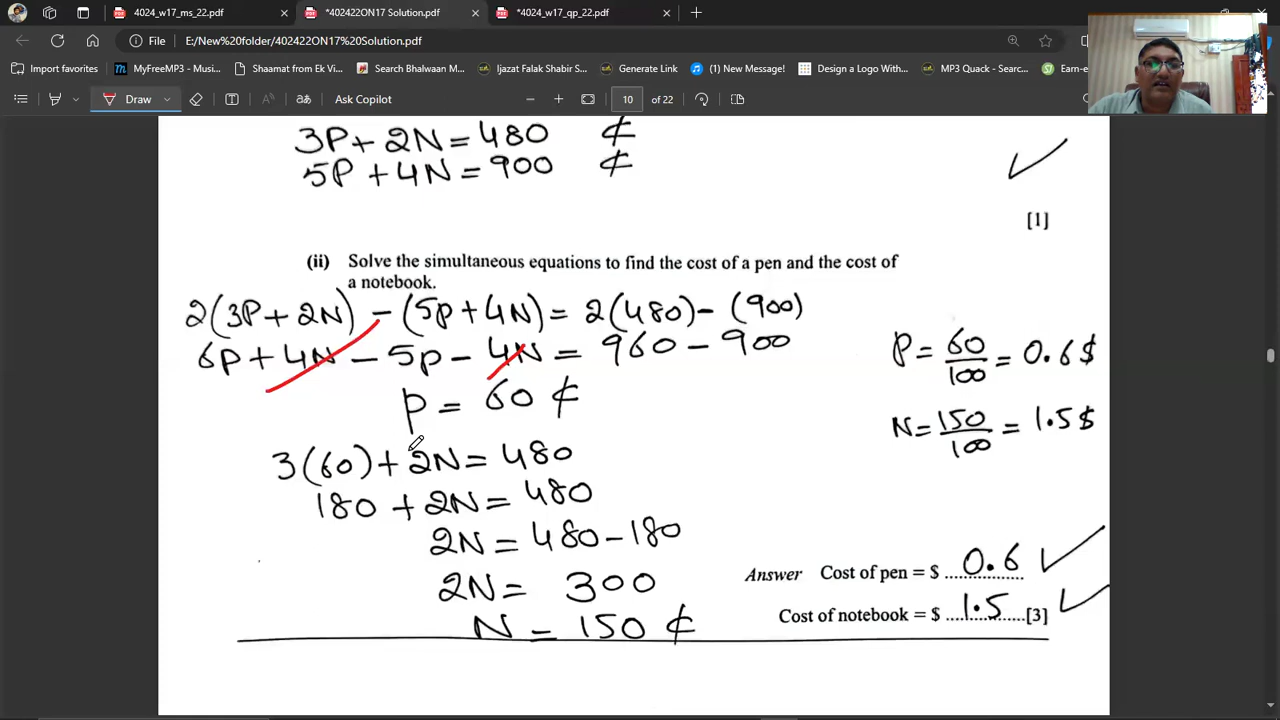 4024_w17_ms_22.pdf
*402422ON17 Solution.pdf
*4024_w17_qp_22.pdf
File E:/New%20folder/402422ON17%20Solution.pdf
Import favorites
MyFreeMP3 - Musi...
Shaamat from Ek Vi...
Search Bhalwaan M...
Ijazat Falak Shabir S...
Generate Link
(1) New Message!
Design a Logo With...
MP3 Quack - Searc...
Earn-e
Draw
Ask Copilot
10 of 22
3P + 2N = 480 ¢
5P + 4N = 900 ¢
[1]
(ii) Solve the simultaneous equations to find the cost of a pen and the cost of
a notebook.
2(3P + 2N) - (5P + 4N) = 2(480) - (900)
6P + 4N - 5P - 4N = 960 - 900
P = 60 ¢
3(60) + 2N = 480
180 + 2N = 480
2N = 480 - 180
2N = 300
N = 150 ¢
P = 60/100 = 0.6 $
N = 150/100 = 1.5 $
Answer Cost of pen = $ 0.6
Cost of notebook = $ 1.5 [3]